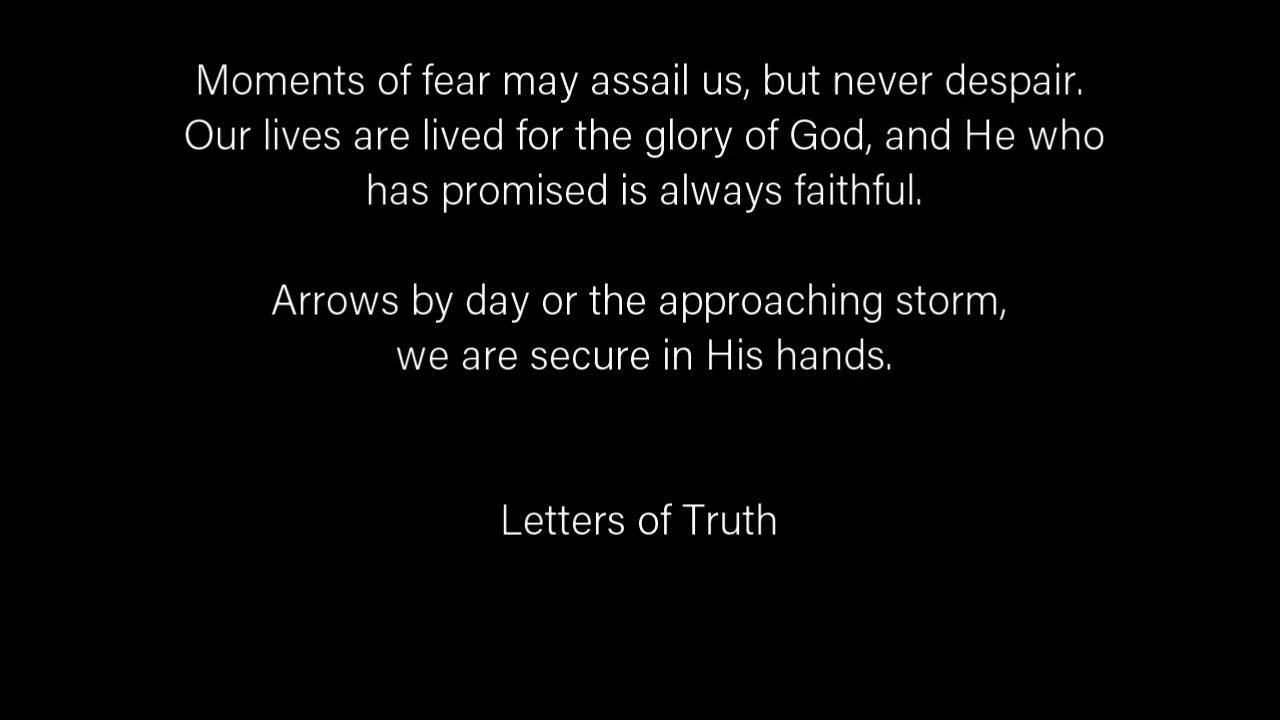 Moments of fear may assail us, but never despair.
Our lives are lived for the glory of God, and He who
has promised is always faithful.
Arrows by day or the approaching storm,
we are secure in His hands.
Letters of Truth